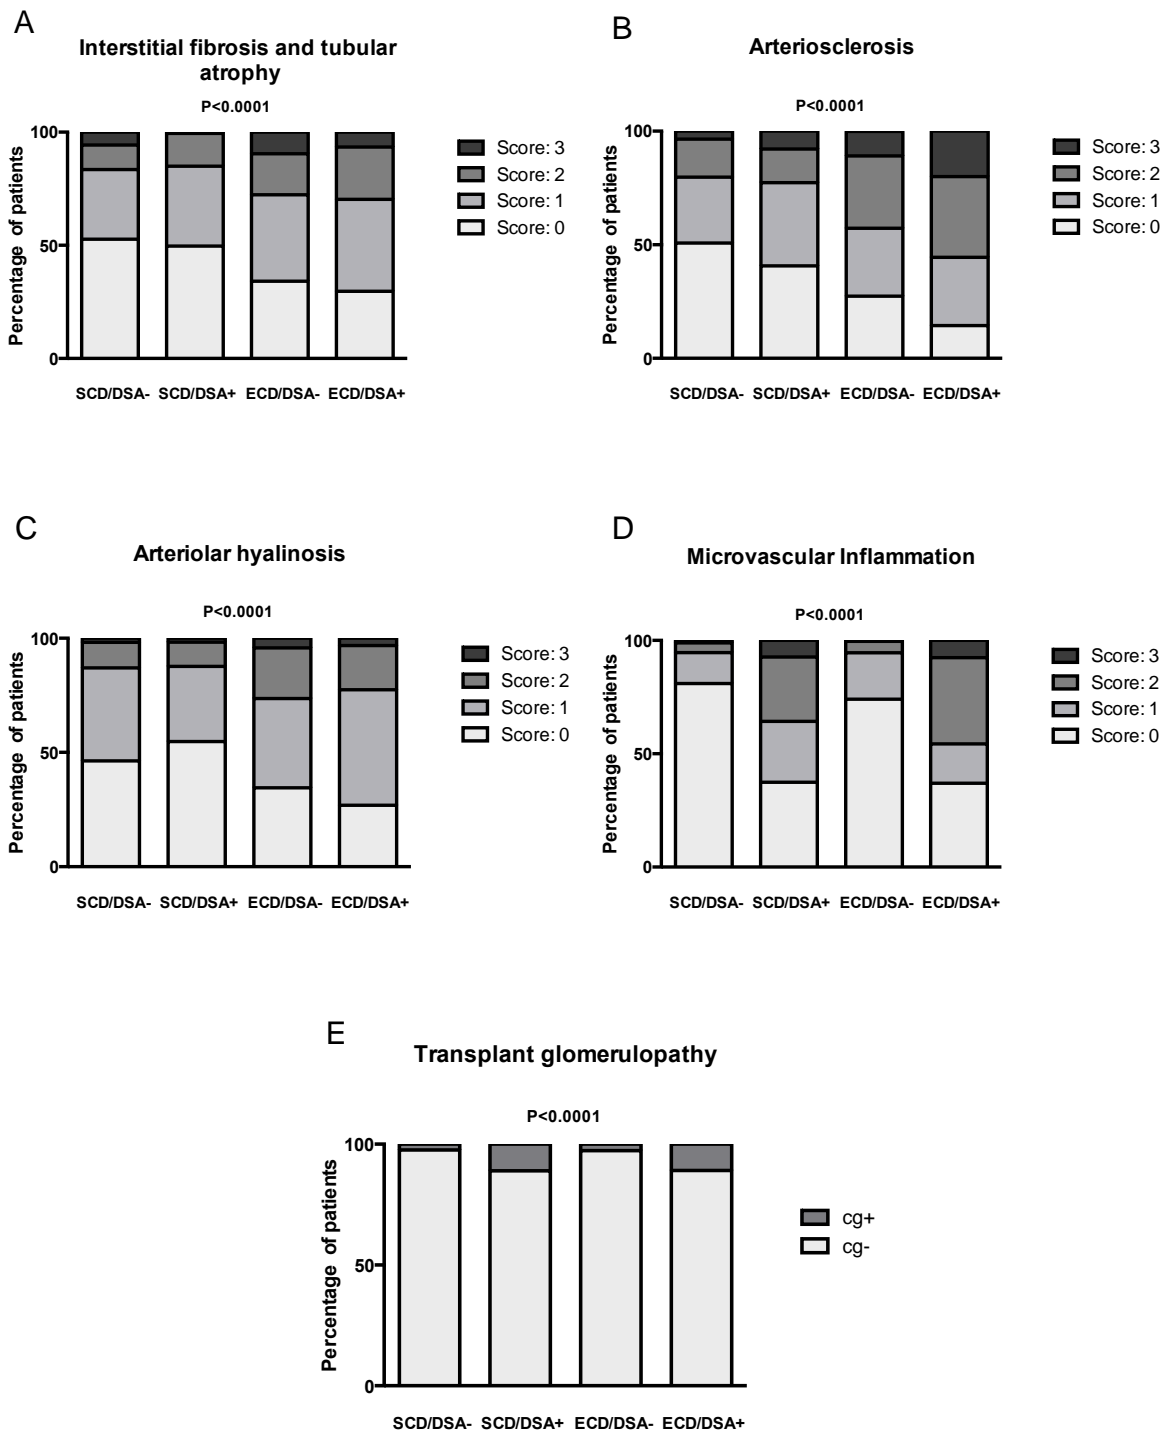 A
Interstitial fibrosis and tubular
atrophy
P<0.0001
Percentage of patients
100
50
0
SCD/DSA- SCD/DSA+ ECD/DSA- ECD/DSA+
Score: 3
Score: 2
Score: 1
Score: 0
B
Arteriosclerosis
P<0.0001
Percentage of patients
100
50
0
SCD/DSA- SCD/DSA+ ECD/DSA- ECD/DSA+
Score: 3
Score: 2
Score: 1
Score: 0
C
Arteriolar hyalinosis
P<0.0001
Percentage of patients
100
50
0
SCD/DSA- SCD/DSA+ ECD/DSA- ECD/DSA+
Score: 3
Score: 2
Score: 1
Score: 0
D
Microvascular Inflammation
P<0.0001
Percentage of patients
100
50
0
SCD/DSA- SCD/DSA+ ECD/DSA- ECD/DSA+
Score: 3
Score: 2
Score: 1
Score: 0
E
Transplant glomerulopathy
P<0.0001
Percentage of patients
100
50
0
SCD/DSA- SCD/DSA+ ECD/DSA- ECD/DSA+
cg+
cg-